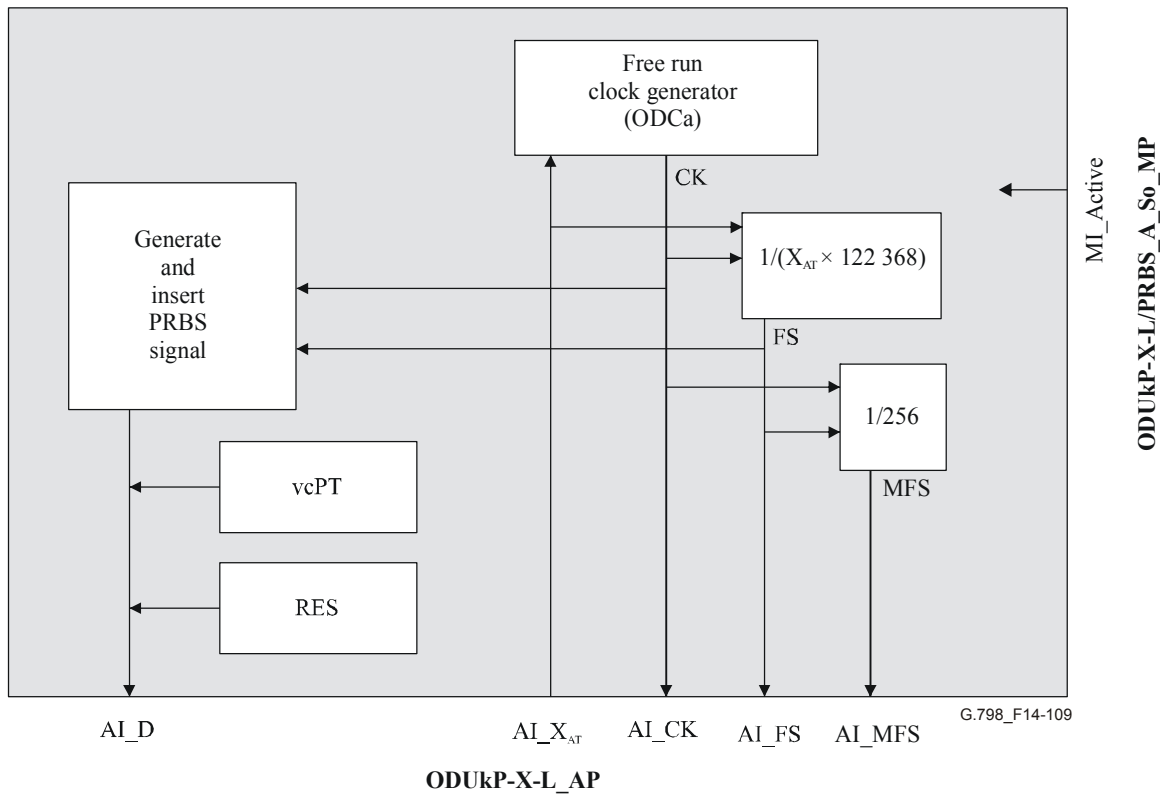 Free run
clock generator
(ODCa)
CK
Generate
and
insert
PRBS
signal
1/(X_AT × 122 368)
FS
1/256
MFS
vcPT
RES
MI_Active
ODUkP-X-L/PRBS_A_So_MP
G.798_F14-109
AI_D
AI_X_AT
AI_CK
AI_FS
AI_MFS
ODUkP-X-L_AP